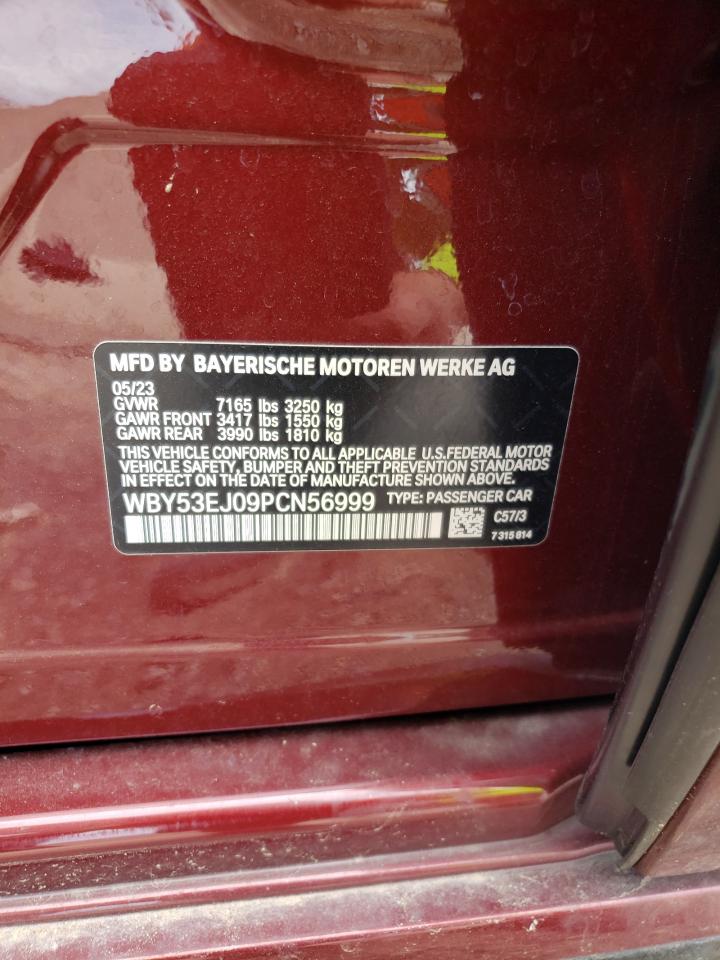 MFD BY BAYERISCHE MOTOREN WERKE AG
05/23
GVWR 7165 lbs 3250 kg
GAWR FRONT 3417 lbs 1550 kg
GAWR REAR 3990 lbs 1810 kg
THIS VEHICLE CONFORMS TO ALL APPLICABLE U.S.FEDERAL MOTOR
VEHICLE SAFETY, BUMPER AND THEFT PREVENTION STANDARDS
IN EFFECT ON THE DATE OF MANUFACTURE SHOWN ABOVE.
WBY53EJ09PCN56999 TYPE: PASSENGER CAR
C57/3
7 315 814